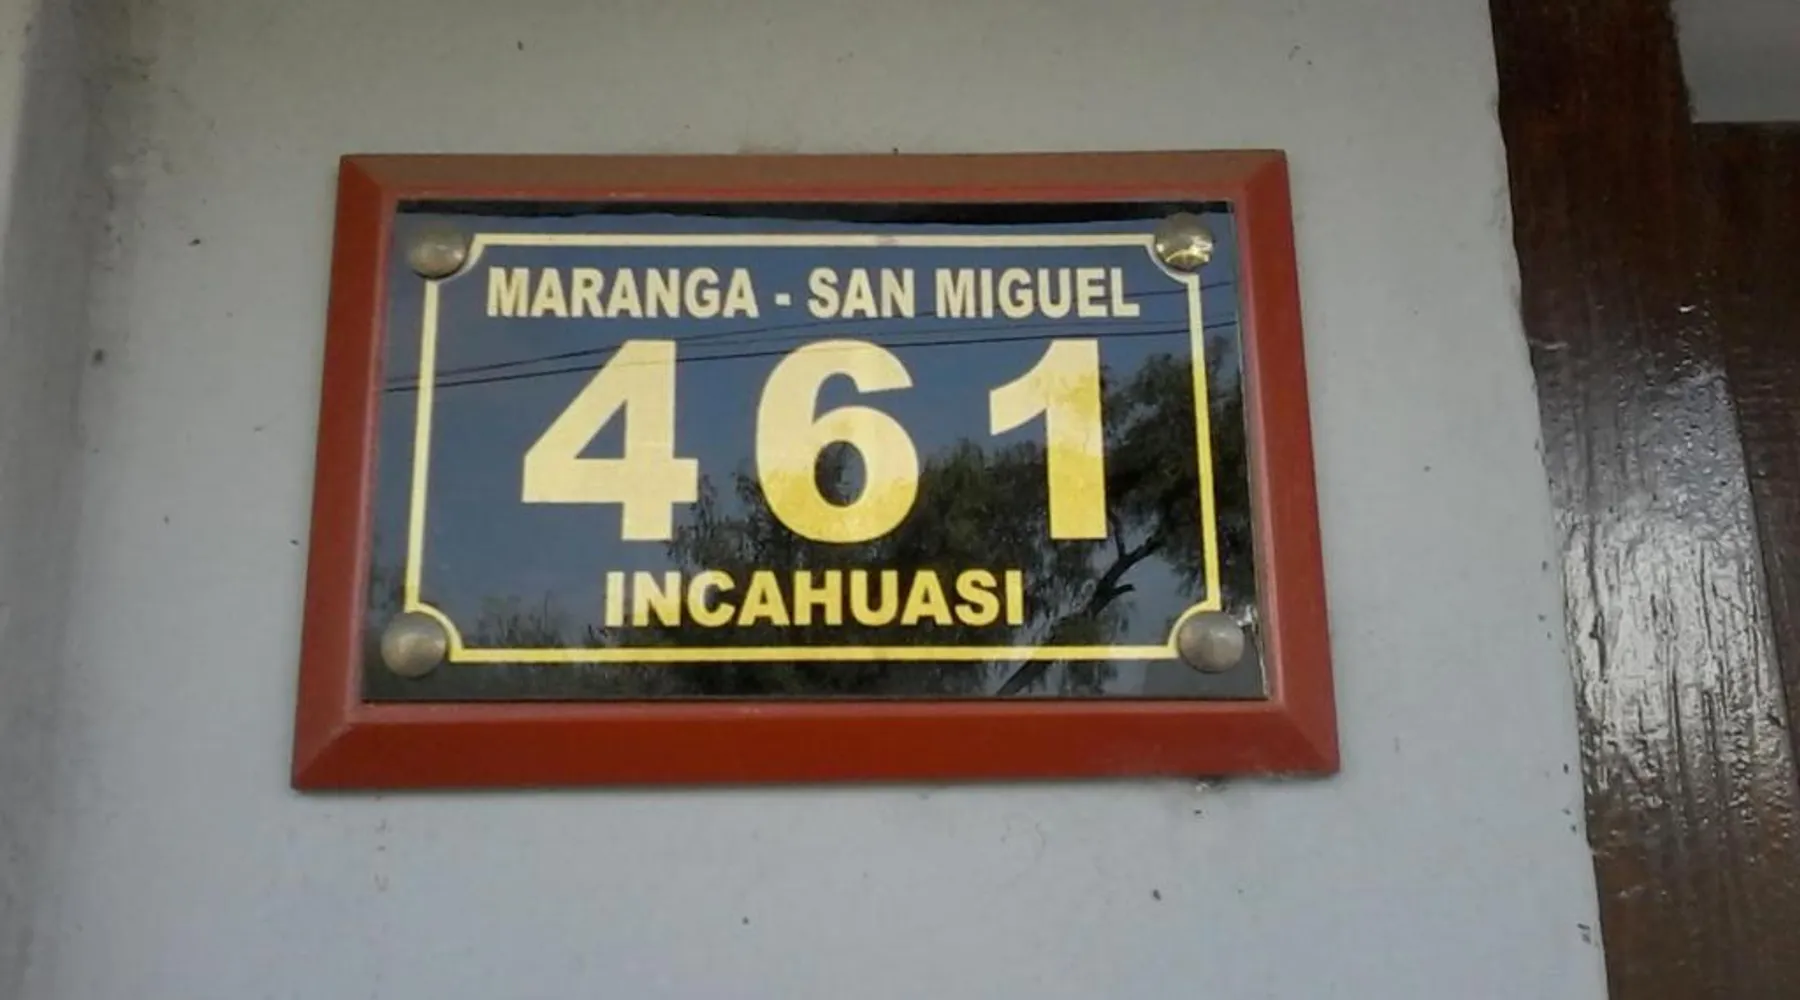 MARANGA - SAN MIGUEL
461
INCAHUASI